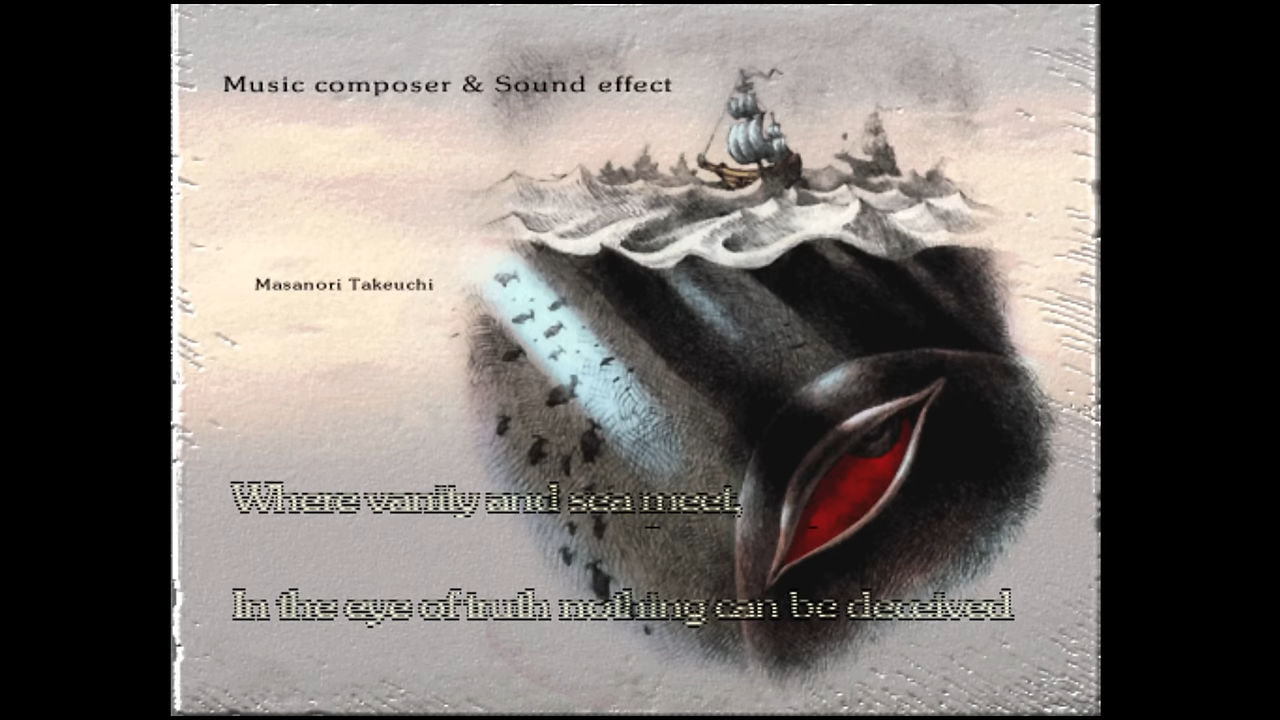 Music composer & Sound effect
Masanori Takeuchi
Where vanity and sea meet,
In the eye of truth nothing can be deceived